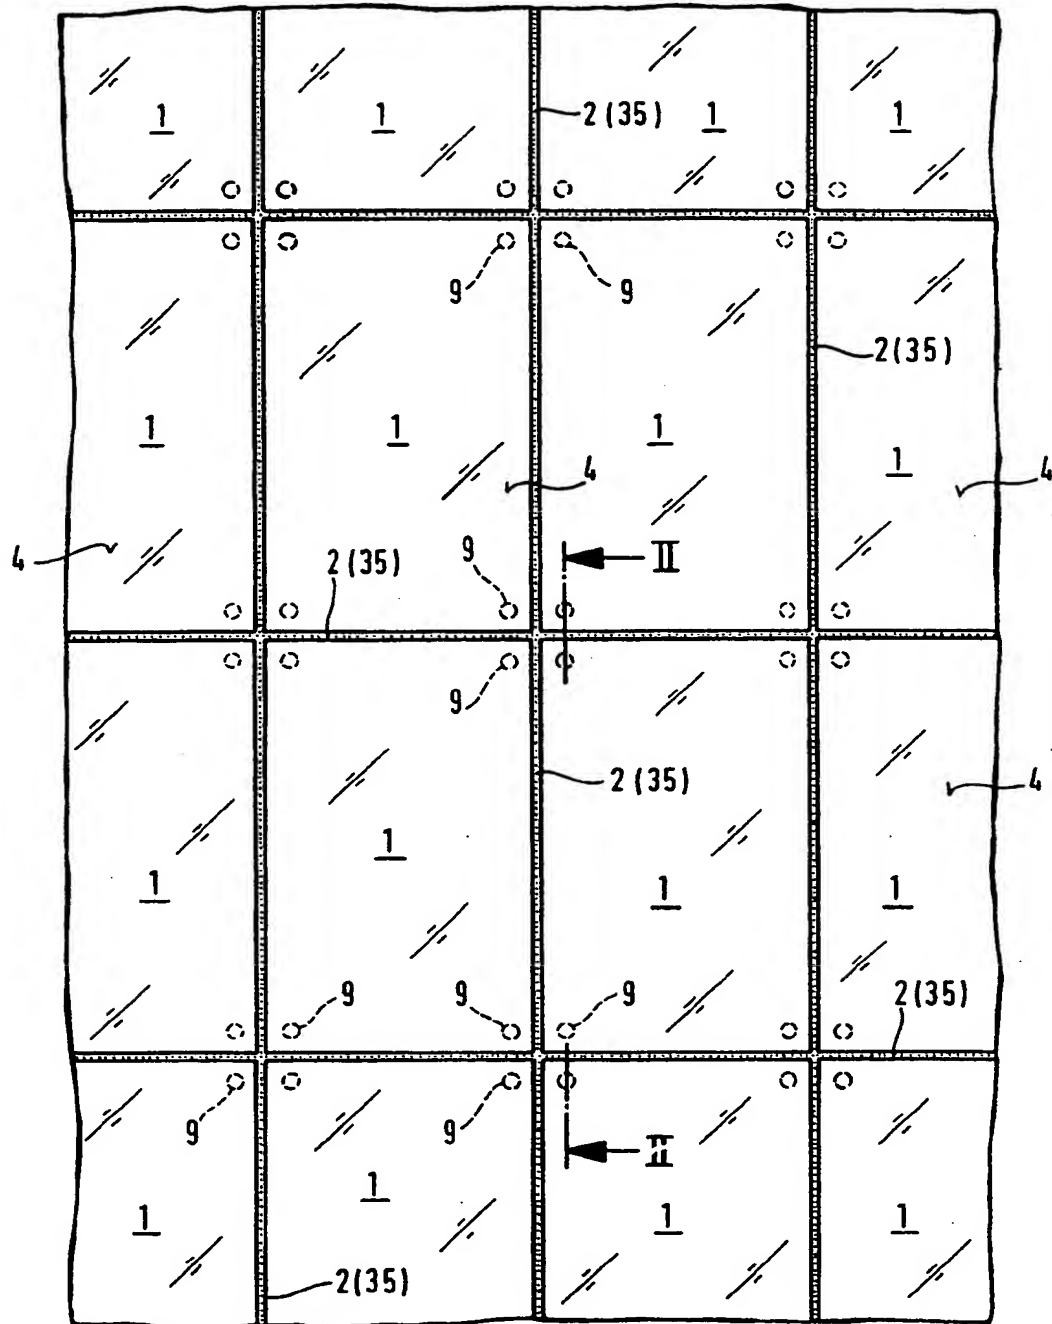 1 1 2(35) 1 1
9 9
2(35)
1 1 1 1
4 4
4 2(35) 9 II
9
2(35) 4
1 1 1 1
9 9 9 2(35)
9 9 II
1 1 1 1
2(35)